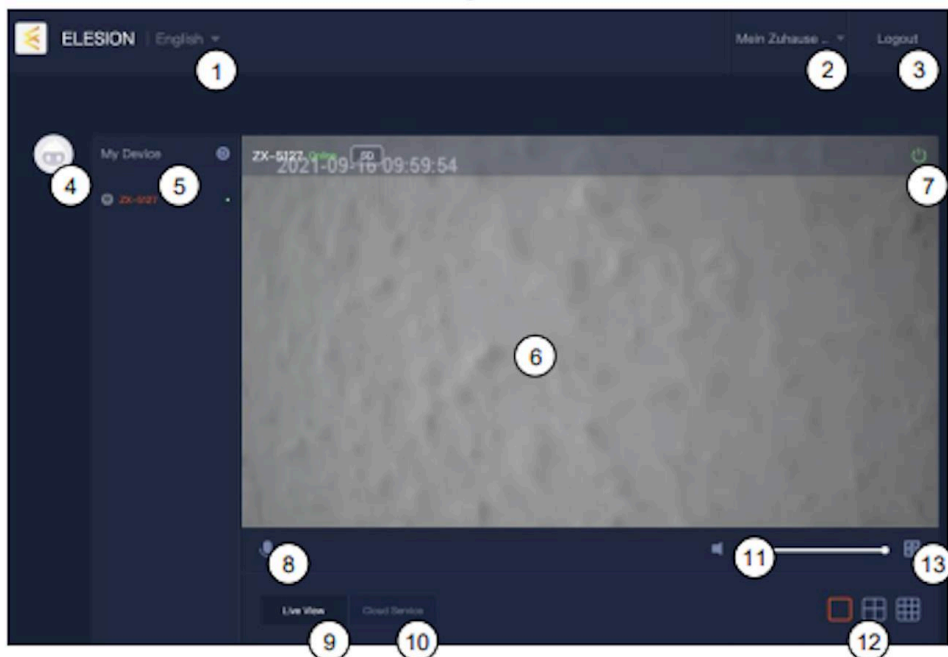 ELESION | English
1
Mein Zuhause ..
2
Logout
3
4
My Device
5
ZX-5127
ZX-5127 Online SD
2021-09-16 09:59:54
7
6
8
11
13
Live View
9
Cloud Service
10
12